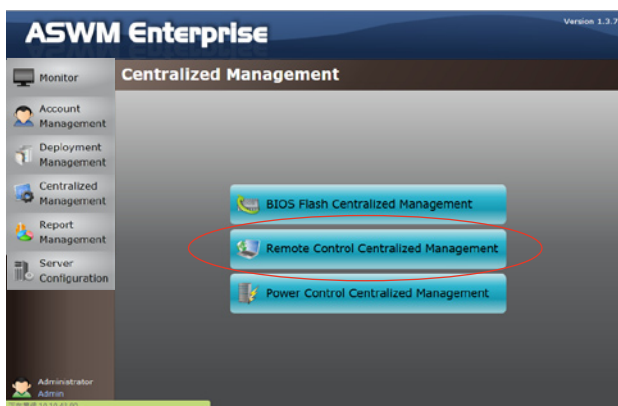 ASWM Enterprise
Version 1.3.7
Monitor
Centralized Management
Account
Management
Deployment
Management
Centralized
Management
Report
Management
Server
Configuration
BIOS Flash Centralized Management
Remote Control Centralized Management
Power Control Centralized Management
Administrator
Admin